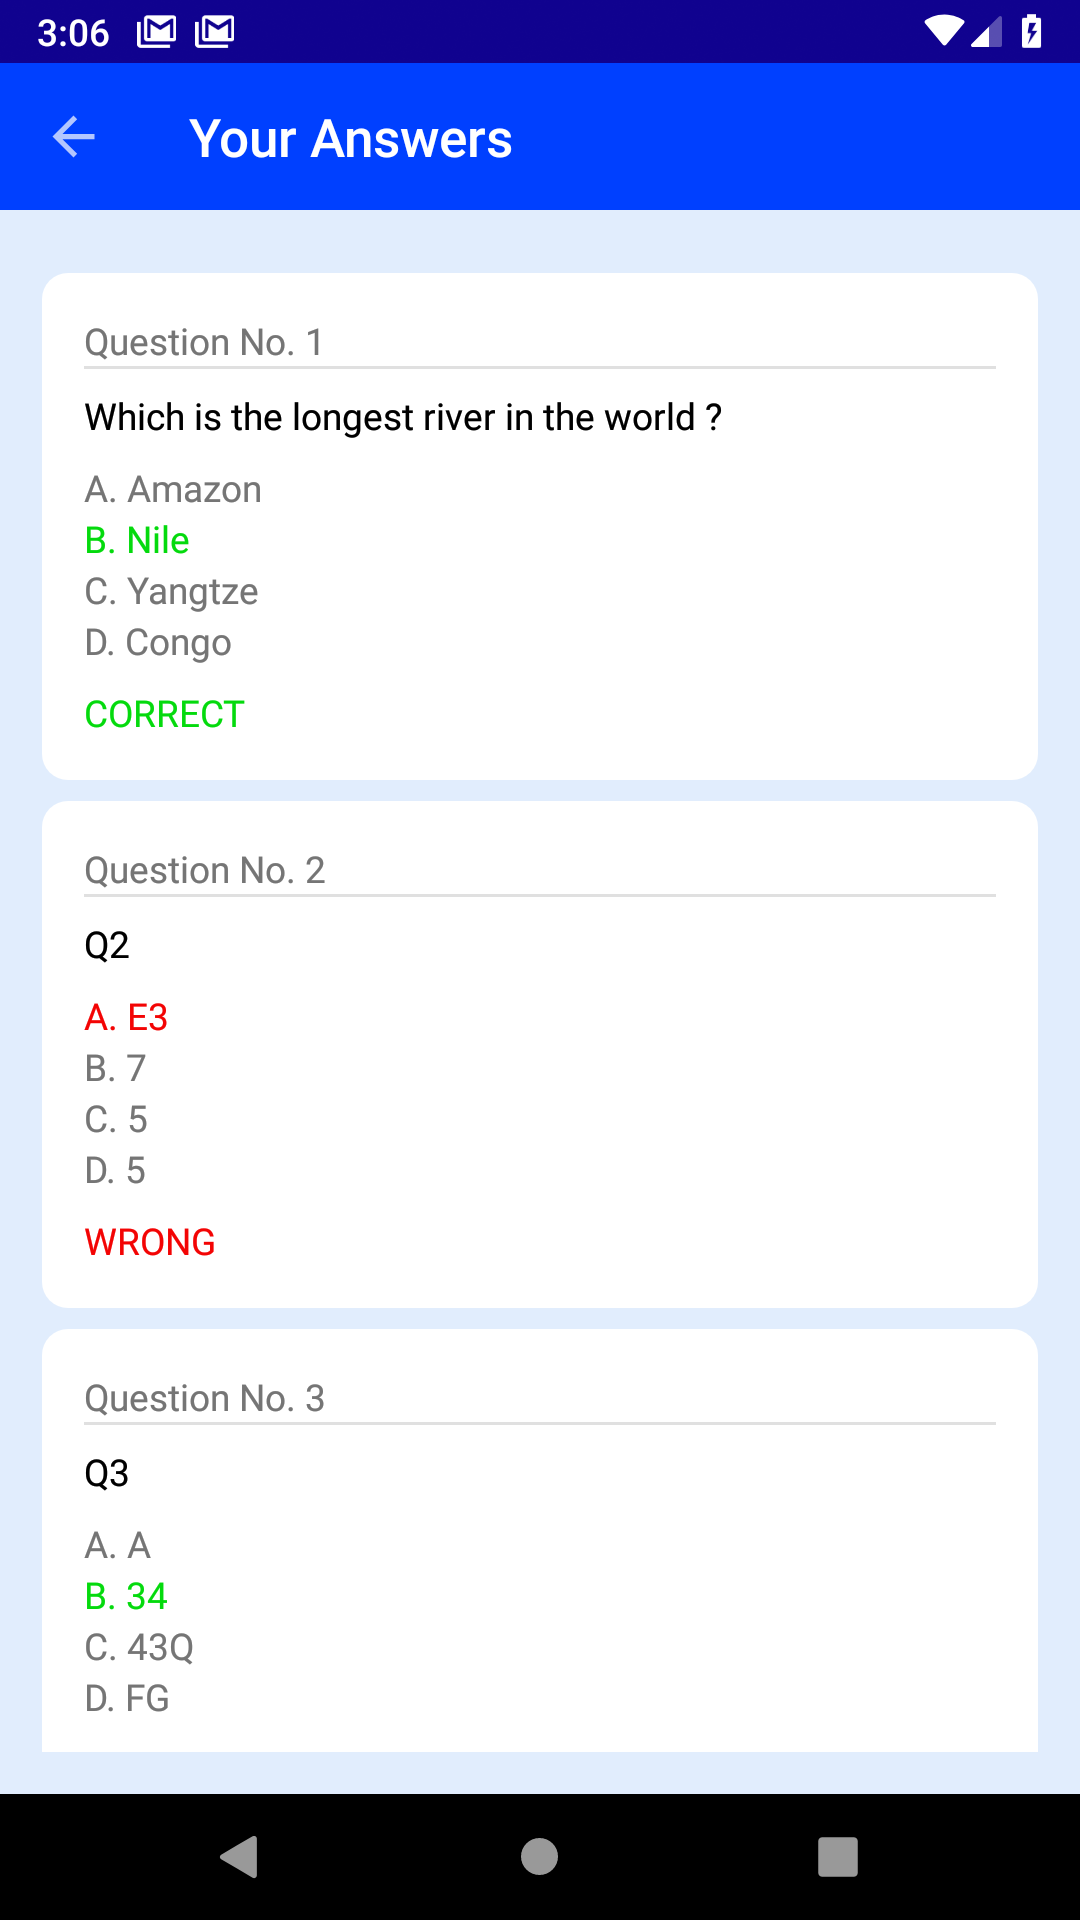 3:06
Your Answers
Question No. 1
Which is the longest river in the world ?
A. Amazon
B. Nile
C. Yangtze
D. Congo
CORRECT
Question No. 2
Q2
A. E3
B. 7
C. 5
D. 5
WRONG
Question No. 3
Q3
A. A
B. 34
C. 43Q
D. FG